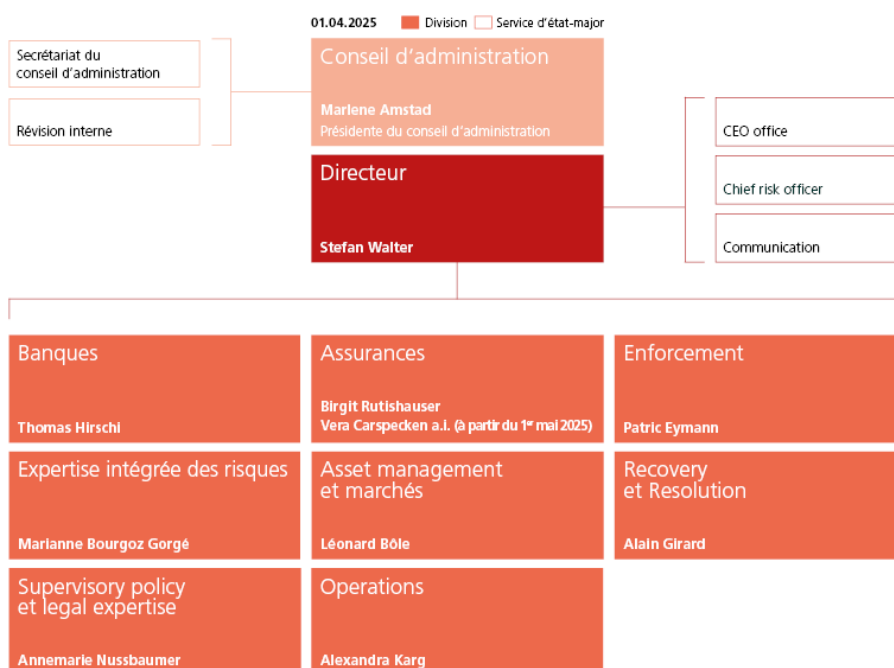 01.04.2025 Division Service d'état-major
Secrétariat du
conseil d'administration
Révision interne
Conseil d'administration
Marlene Amstad
Présidente du conseil d'administration
Directeur
Stefan Walter
CEO office
Chief risk officer
Communication
Banques
Thomas Hirschi
Assurances
Birgit Rutishauser
Vera Carspecken a.i. (à partir du 1er mai 2025)
Enforcement
Patric Eymann
Expertise intégrée des risques
Marianne Bourgoz Gorgé
Asset management
et marchés
Léonard Bôle
Recovery
et Resolution
Alain Girard
Supervisory policy
et legal expertise
Annemarie Nussbaumer
Operations
Alexandra Karg